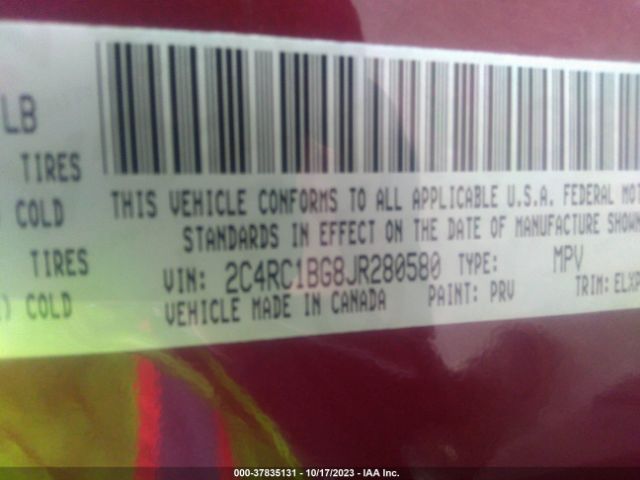 LB
TIRES
COLD
TIRES
) COLD
THIS VEHICLE CONFORMS TO ALL APPLICABLE U.S.A. FEDERAL MOT
STANDARDS IN EFFECT ON THE DATE OF MANUFACTURE SHOWN
VIN: 2C4RC1BG8JR280580 TYPE: MPV
VEHICLE MADE IN CANADA PAINT: PRV TRIM: ELXP
000-37835131 - 10/17/2023 - IAA Inc.